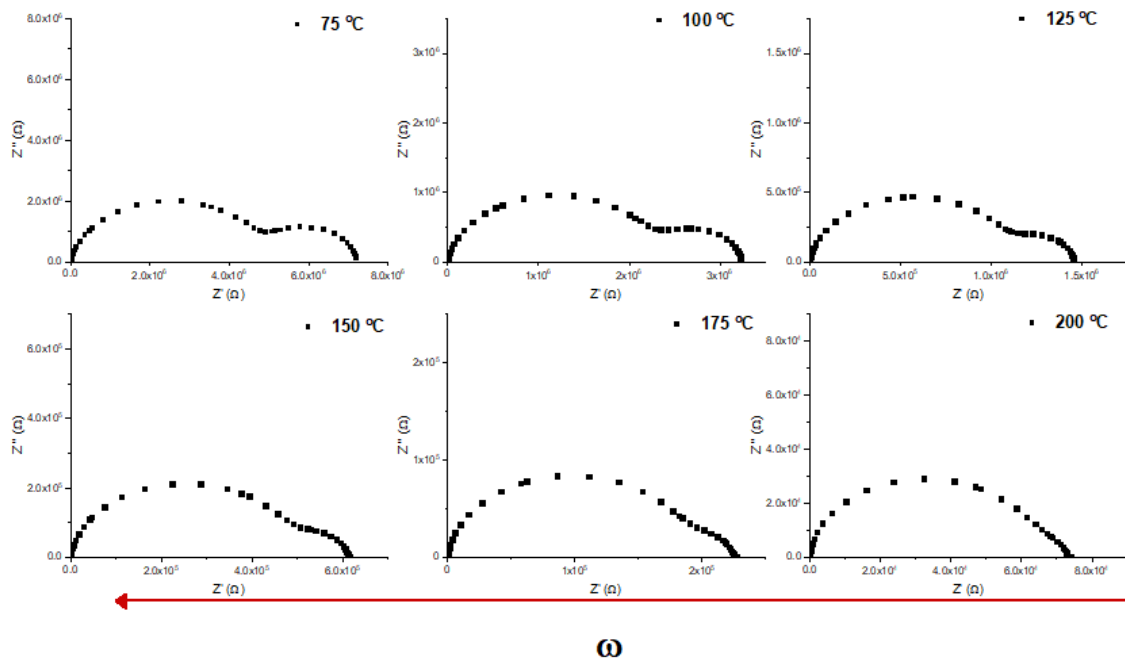 75 ºC
8.0x10⁶
6.0x10⁶
4.0x10⁶
2.0x10⁶
0.0
Z'' (Ω)
0.0 2.0x10⁶ 4.0x10⁶ 6.0x10⁶ 8.0x10⁶
Z' (Ω)
100 ºC
3x10⁶
2x10⁶
1x10⁶
0
Z'' (Ω)
0 1x10⁶ 2x10⁶ 3x10⁶
Z' (Ω)
125 ºC
1.5x10⁶
1.0x10⁶
5.0x10⁵
0.0
Z'' (Ω)
0.0 5.0x10⁵ 1.0x10⁶ 1.5x10⁶
Z (Ω)
150 ºC
6.0x10⁵
4.0x10⁵
2.0x10⁵
0.0
Z'' (Ω)
0.0 2.0x10⁵ 4.0x10⁵ 6.0x10⁵
Z' (Ω)
175 ºC
2x10⁵
1x10⁵
0
Z'' (Ω)
0 1x10⁵ 2x10⁵
Z' (Ω)
200 ºC
8.0x10⁴
6.0x10⁴
4.0x10⁴
2.0x10⁴
0.0
Z'' (Ω)
0.0 2.0x10⁴ 4.0x10⁴ 6.0x10⁴ 8.0x10⁴
Z (Ω)
ω